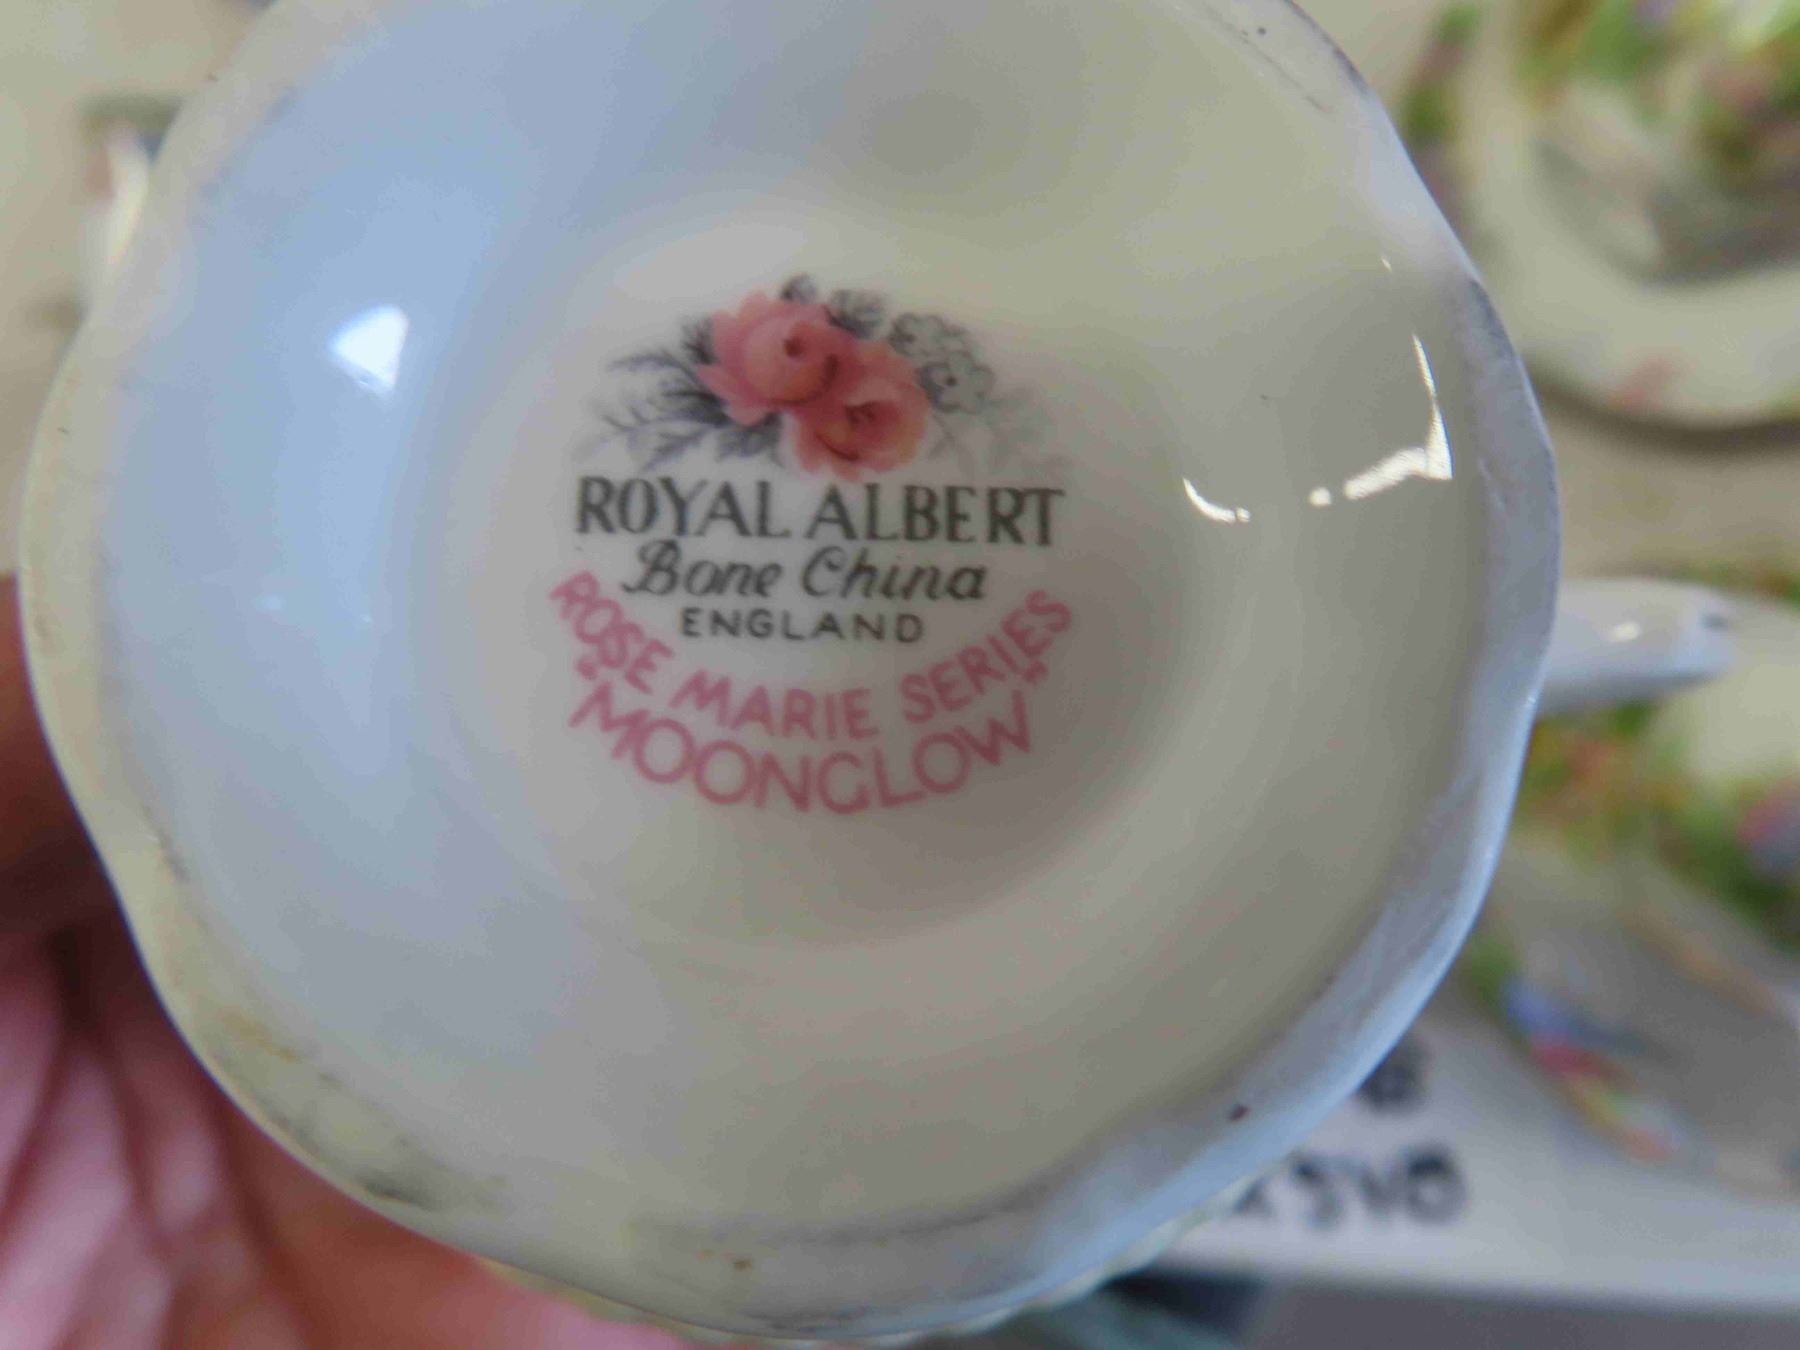 ROYAL ALBERT
Bone China
ENGLAND
ROSE MARIE SERIES
"MOONGLOW"